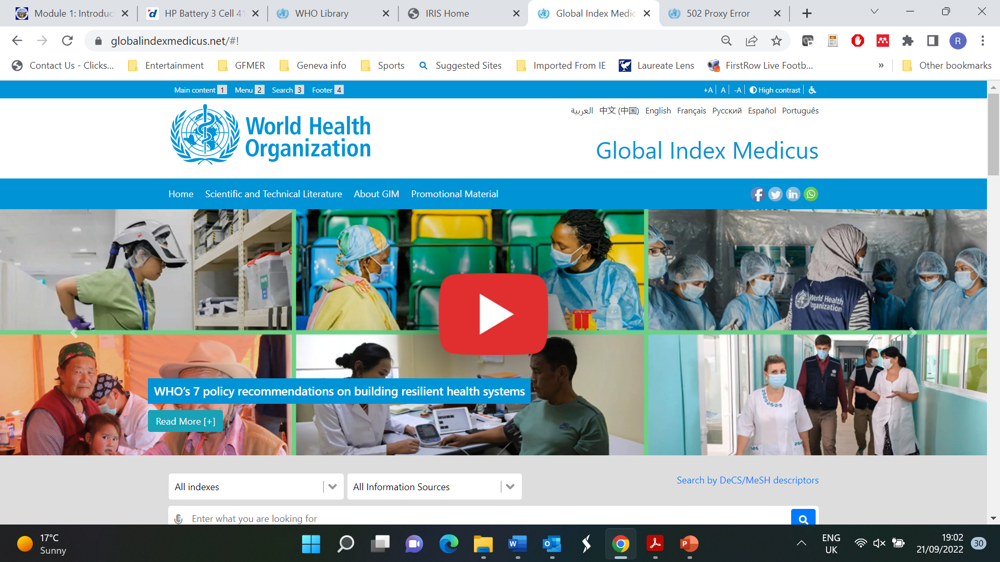 Module 1: Introduc
HP Battery 3 Cell 41
WHO Library
IRIS Home
Global Index Medic
502 Proxy Error
globalindexmedicus.net/#!
R
Contact Us - Clicks...
Entertainment
GFMER
Geneva info
Sports
Suggested Sites
Imported From IE
Laureate Lens
FirstRow Live Footb...
»
Other bookmarks
Main content 1
Menu 2
Search 3
Footer 4
+A
A
-A
High contrast
العربية
中文 (中国)
English
Français
Русский
Español
Português
World Health
Organization
Global Index Medicus
Home
Scientific and Technical Literature
About GIM
Promotional Material
World Health
Organization
WHO’s 7 policy recommendations on building resilient health systems
Read More [+]
All indexes
All Information Sources
Search by DeCS/MeSH descriptors
Enter what you are looking for
17°C
Sunny
ENG
UK
19:02
21/09/2022
30